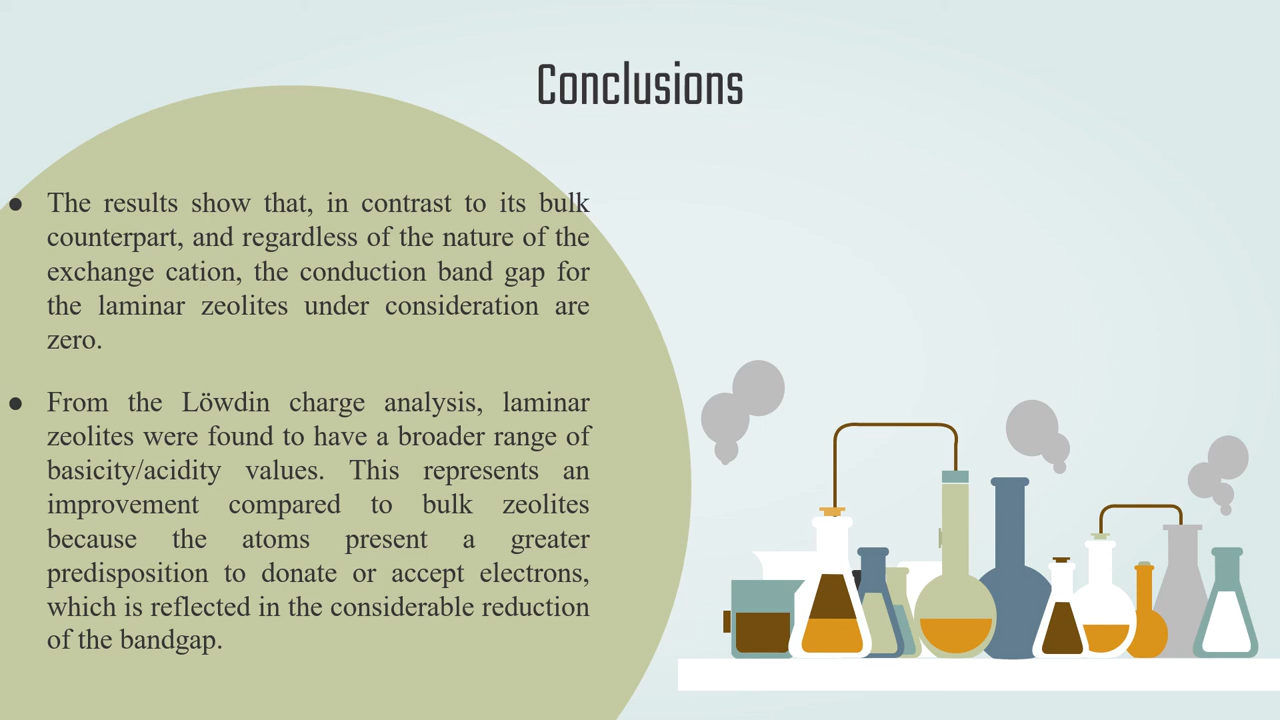 Conclusions
● The results show that, in contrast to its bulk
counterpart, and regardless of the nature of the
exchange cation, the conduction band gap for
the laminar zeolites under consideration are
zero.
● From the Löwdin charge analysis, laminar
zeolites were found to have a broader range of
basicity/acidity values. This represents an
improvement compared to bulk zeolites
because the atoms present a greater
predisposition to donate or accept electrons,
which is reflected in the considerable reduction
of the bandgap.